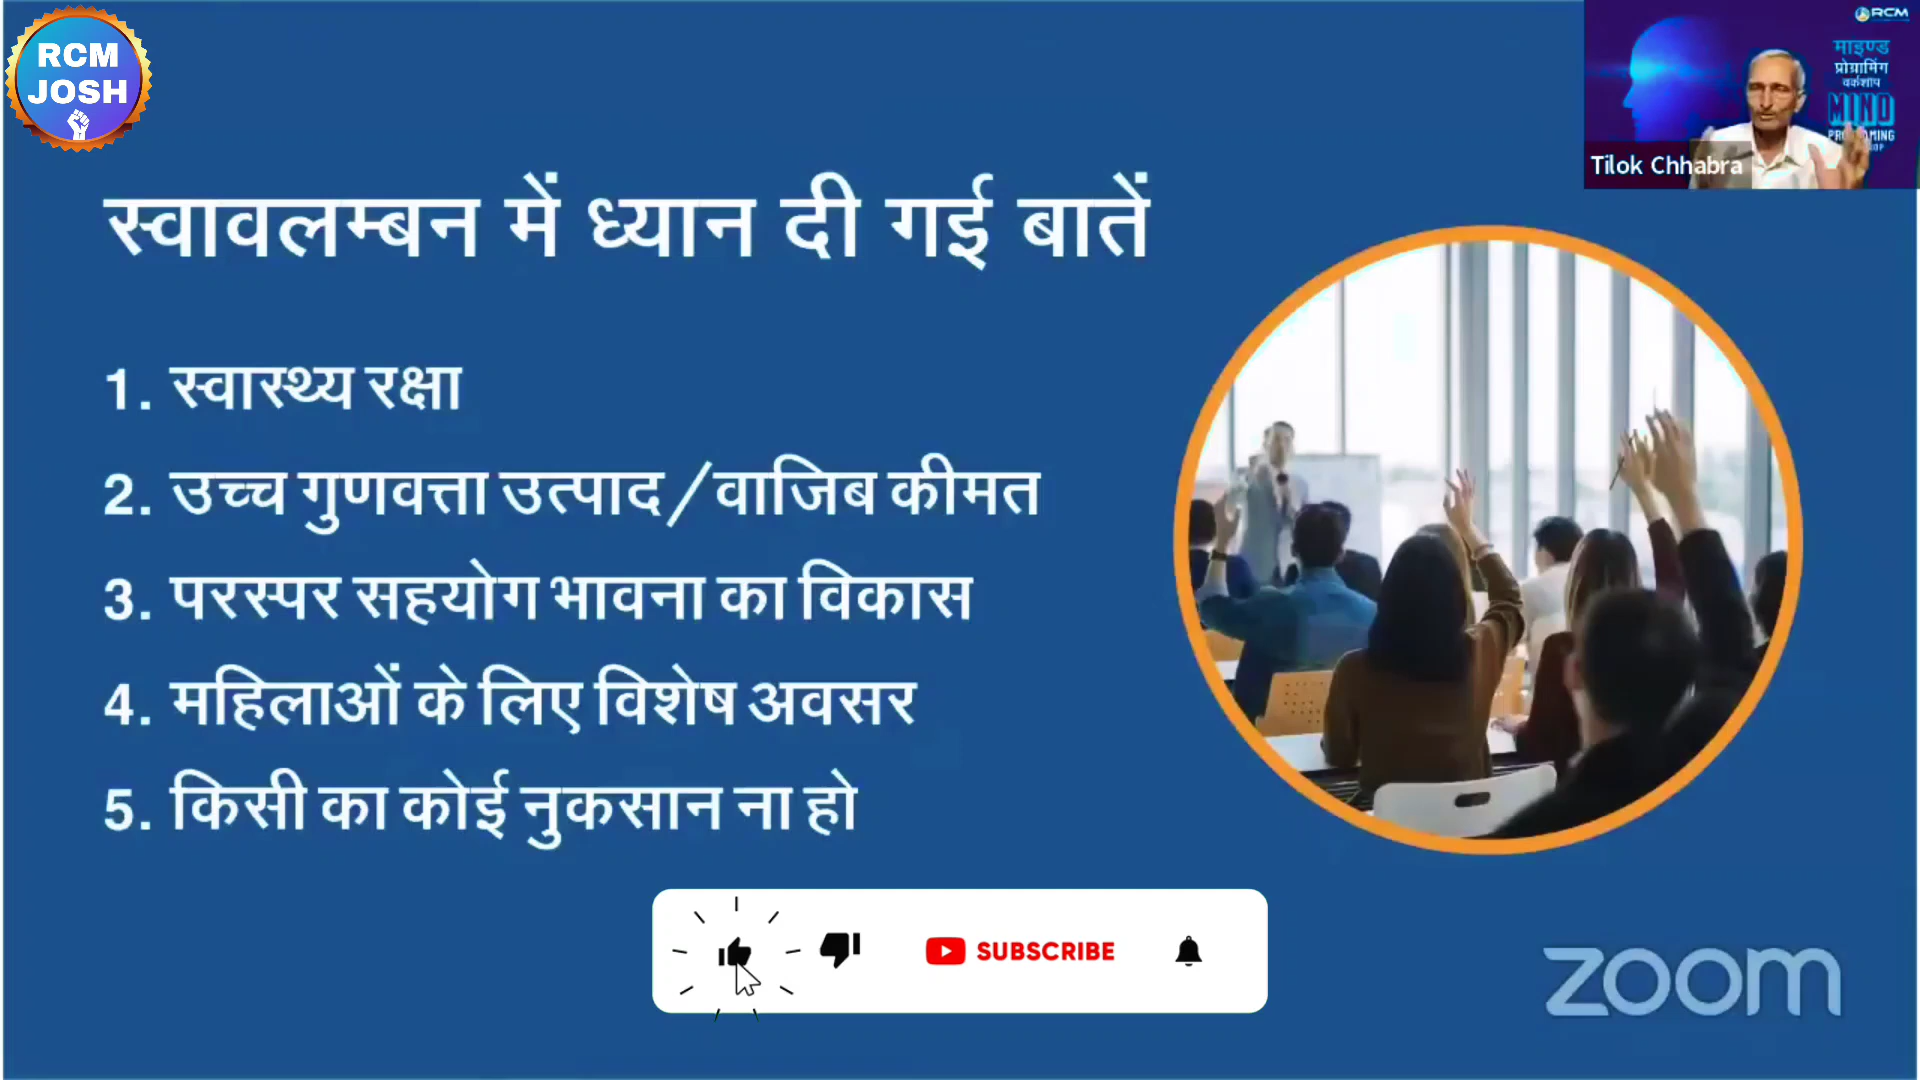 RCM
JOSH
RCM
माइण्ड
प्रोग्रामिंग
वर्कशॉप
MIND
Tilok Chhabra
स्वावलम्बन में ध्यान दी गई बातें
1. स्वास्थ्य रक्षा
2. उच्च गुणवत्ता उत्पाद/वाजिब कीमत
3. परस्पर सहयोग भावना का विकास
4. महिलाओं के लिए विशेष अवसर
5. किसी का कोई नुकसान ना हो
SUBSCRIBE
zoom